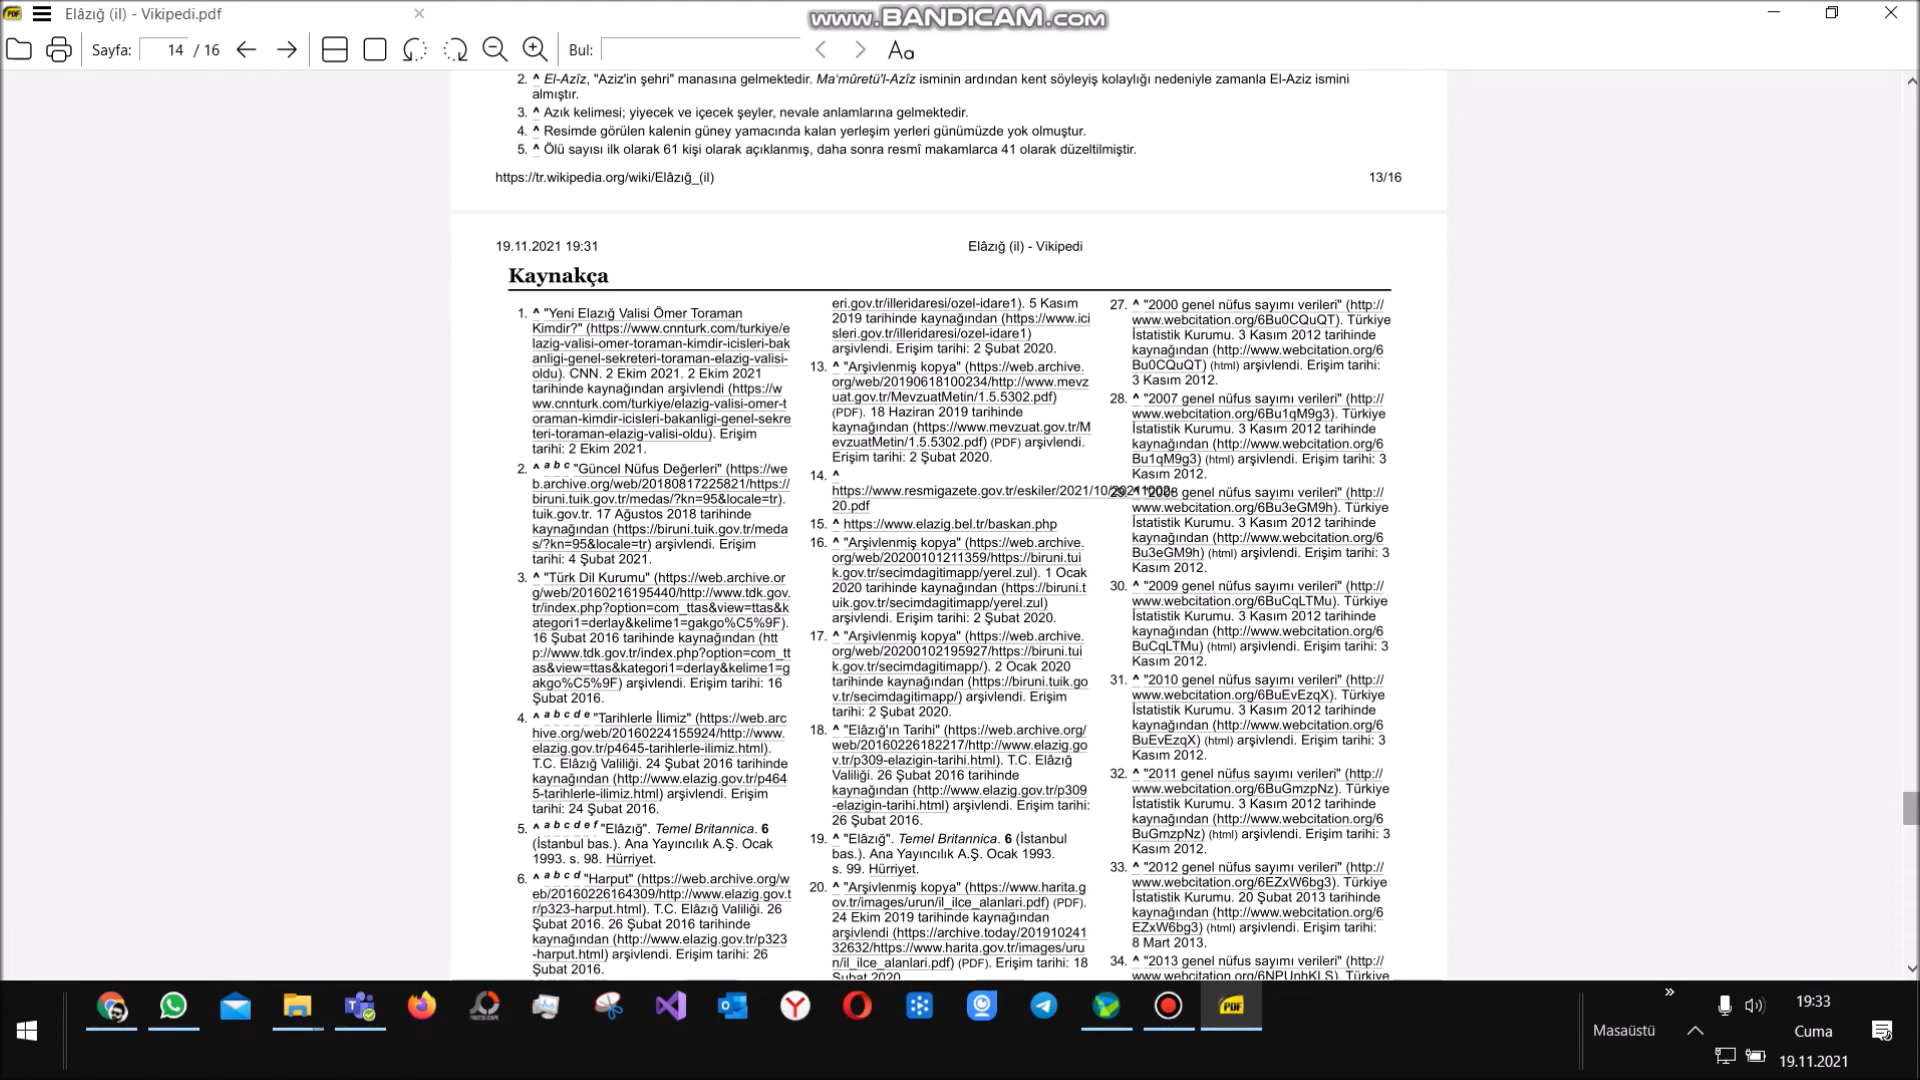 Elâzığ (il) - Vikipedi.pdf
www.BANDICAM.com
Sayfa: 14 / 16
Bul:
Aa
2. ^ El-Azîz, "Aziz'in şehri" manasına gelmektedir. Ma'mûretü'l-Azîz isminin ardından kent söyleyiş kolaylığı nedeniyle zamanla El-Aziz ismini
almıştır.
3. ^ Azık kelimesi; yiyecek ve içecek şeyler, nevale anlamlarına gelmektedir.
4. ^ Resimde görülen kalenin güney yamacında kalan yerleşim yerleri günümüzde yok olmuştur.
5. ^ Ölü sayısı ilk olarak 61 kişi olarak açıklanmış, daha sonra resmî makamlarca 41 olarak düzeltilmiştir.
https://tr.wikipedia.org/wiki/Elâzığ_(il) 13/16
19.11.2021 19:31 Elâzığ (il) - Vikipedi
Kaynakça
1. ^ "Yeni Elazığ Valisi Ömer Toraman
Kimdir?" (https://www.cnnturk.com/turkiye/e
lazig-valisi-omer-toraman-kimdir-icisleri-bak
anligi-genel-sekreteri-toraman-elazig-valisi-
oldu). CNN. 2 Ekim 2021. 2 Ekim 2021
tarihinde kaynağından arşivlendi (https://w
ww.cnnturk.com/turkiye/elazig-valisi-omer-t
oraman-kimdir-icisleri-bakanligi-genel-sekre
teri-toraman-elazig-valisi-oldu). Erişim
tarihi: 2 Ekim 2021.
2. ^ a b c "Güncel Nüfus Değerleri" (https://we
b.archive.org/web/20180817225821/https://
biruni.tuik.gov.tr/medas/?kn=95&locale=tr).
tuik.gov.tr. 17 Ağustos 2018 tarihinde
kaynağından (https://biruni.tuik.gov.tr/meda
s/?kn=95&locale=tr) arşivlendi. Erişim
tarihi: 4 Şubat 2021.
3. ^ "Türk Dil Kurumu" (https://web.archive.or
g/web/20160216195440/http://www.tdk.gov.
tr/index.php?option=com_ttas&view=ttas&k
ategori1=derlay&kelime1=gakgo%C5%9F).
16 Şubat 2016 tarihinde kaynağından (htt
p://www.tdk.gov.tr/index.php?option=com_tt
as&view=ttas&kategori1=derlay&kelime1=g
akgo%C5%9F) arşivlendi. Erişim tarihi: 16
Şubat 2016.
4. ^ a b c d e "Tarihlerle İlimiz" (https://web.arc
hive.org/web/20160224155924/http://www.
elazig.gov.tr/p4645-tarihlerle-ilimiz.html).
T.C. Elâzığ Valiliği. 24 Şubat 2016 tarihinde
kaynağından (http://www.elazig.gov.tr/p464
5-tarihlerle-ilimiz.html) arşivlendi. Erişim
tarihi: 24 Şubat 2016.
5. ^ a b c d e f "Elâzığ". Temel Britannica. 6
(İstanbul bas.). Ana Yayıncılık A.Ş. Ocak
1993. s. 98. Hürriyet.
6. ^ a b c d "Harput" (https://web.archive.org/w
eb/20160226164309/http://www.elazig.gov.t
r/p323-harput.html). T.C. Elâzığ Valiliği. 26
Şubat 2016. 26 Şubat 2016 tarihinde
kaynağından (http://www.elazig.gov.tr/p323
-harput.html) arşivlendi. Erişim tarihi: 26
Şubat 2016.
eri.gov.tr/illeridaresi/ozel-idare1). 5 Kasım
2019 tarihinde kaynağından (https://www.ici
sleri.gov.tr/illeridaresi/ozel-idare1)
arşivlendi. Erişim tarihi: 2 Şubat 2020.
13. ^ "Arşivlenmiş kopya" (https://web.archive.
org/web/20190618100234/http://www.mevz
uat.gov.tr/MevzuatMetin/1.5.5302.pdf)
(PDF). 18 Haziran 2019 tarihinde
kaynağından (https://www.mevzuat.gov.tr/M
evzuatMetin/1.5.5302.pdf) (PDF) arşivlendi.
Erişim tarihi: 2 Şubat 2020.
14. ^
https://www.resmigazete.gov.tr/eskiler/2021/10/20211002-
20.pdf
15. ^ https://www.elazig.bel.tr/baskan.php
16. ^ "Arşivlenmiş kopya" (https://web.archive.
org/web/20200101211359/https://biruni.tui
k.gov.tr/secimdagitimapp/yerel.zul). 1 Ocak
2020 tarihinde kaynağından (https://biruni.t
uik.gov.tr/secimdagitimapp/yerel.zul)
arşivlendi. Erişim tarihi: 2 Şubat 2020.
17. ^ "Arşivlenmiş kopya" (https://web.archive.
org/web/20200102195927/https://biruni.tui
k.gov.tr/secimdagitimapp/). 2 Ocak 2020
tarihinde kaynağından (https://biruni.tuik.go
v.tr/secimdagitimapp/) arşivlendi. Erişim
tarihi: 2 Şubat 2020.
18. ^ "Elâzığ'ın Tarihi" (https://web.archive.org/
web/20160226182217/http://www.elazig.go
v.tr/p309-elazigin-tarihi.html). T.C. Elâzığ
Valiliği. 26 Şubat 2016 tarihinde
kaynağından (http://www.elazig.gov.tr/p309
-elazigin-tarihi.html) arşivlendi. Erişim tarihi:
26 Şubat 2016.
19. ^ "Elâzığ". Temel Britannica. 6 (İstanbul
bas.). Ana Yayıncılık A.Ş. Ocak 1993.
s. 99. Hürriyet.
20. ^ "Arşivlenmiş kopya" (https://www.harita.g
ov.tr/images/urun/il_ilce_alanlari.pdf) (PDF).
24 Ekim 2019 tarihinde kaynağından
arşivlendi (https://archive.today/201910241
32632/https://www.harita.gov.tr/images/uru
n/il_ilce_alanlari.pdf) (PDF). Erişim tarihi: 18
Şubat 2020
27. ^ "2000 genel nüfus sayımı verileri" (http://
www.webcitation.org/6Bu0CQuQT). Türkiye
İstatistik Kurumu. 3 Kasım 2012 tarihinde
kaynağından (http://www.webcitation.org/6
Bu0CQuQT) (html) arşivlendi. Erişim tarihi:
3 Kasım 2012.
28. ^ "2007 genel nüfus sayımı verileri" (http://
www.webcitation.org/6Bu1qM9g3). Türkiye
İstatistik Kurumu. 3 Kasım 2012 tarihinde
kaynağından (http://www.webcitation.org/6
Bu1qM9g3) (html) arşivlendi. Erişim tarihi: 3
Kasım 2012.
29. ^ "2008 genel nüfus sayımı verileri" (http://
www.webcitation.org/6Bu3eGM9h). Türkiye
İstatistik Kurumu. 3 Kasım 2012 tarihinde
kaynağından (http://www.webcitation.org/6
Bu3eGM9h) (html) arşivlendi. Erişim tarihi: 3
Kasım 2012.
30. ^ "2009 genel nüfus sayımı verileri" (http://
www.webcitation.org/6BuCqLTMu). Türkiye
İstatistik Kurumu. 3 Kasım 2012 tarihinde
kaynağından (http://www.webcitation.org/6
BuCqLTMu) (html) arşivlendi. Erişim tarihi: 3
Kasım 2012.
31. ^ "2010 genel nüfus sayımı verileri" (http://
www.webcitation.org/6BuEvEzqX). Türkiye
İstatistik Kurumu. 3 Kasım 2012 tarihinde
kaynağından (http://www.webcitation.org/6
BuEvEzqX) (html) arşivlendi. Erişim tarihi: 3
Kasım 2012.
32. ^ "2011 genel nüfus sayımı verileri" (http://
www.webcitation.org/6BuGmzpNz). Türkiye
İstatistik Kurumu. 3 Kasım 2012 tarihinde
kaynağından (http://www.webcitation.org/6
BuGmzpNz) (html) arşivlendi. Erişim tarihi: 3
Kasım 2012.
33. ^ "2012 genel nüfus sayımı verileri" (http://
www.webcitation.org/6EZxW6bg3). Türkiye
İstatistik Kurumu. 20 Şubat 2013 tarihinde
kaynağından (http://www.webcitation.org/6
EZxW6bg3) (html) arşivlendi. Erişim tarihi:
8 Mart 2013.
34. ^ "2013 genel nüfus sayımı verileri" (http://
www.webcitation.org/6NPUnhKLS). Türkiye
PDF
Masaüstü
19:33
Cuma
19.11.2021